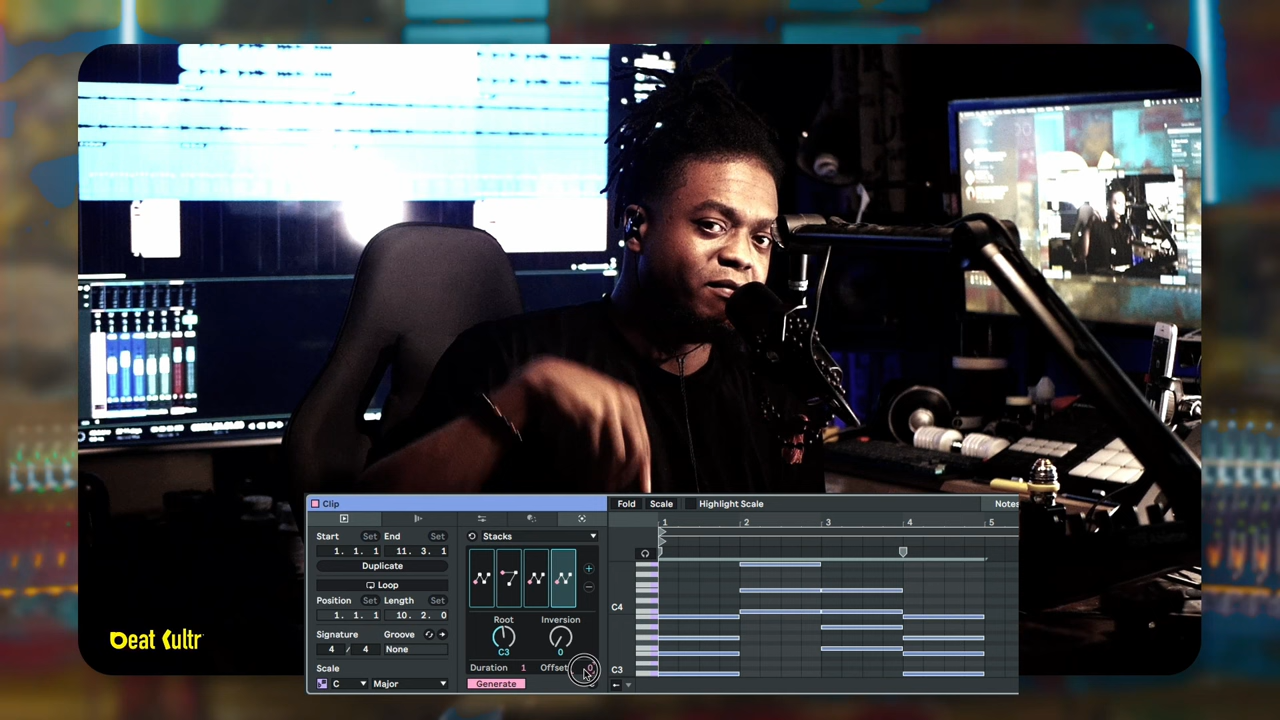 Clip
Fold Scale Highlight Scale Notes
1 2 3 4 5
Start Set End Set
1. 1. 1 11. 3. 1
Duplicate
Loop
Position Set Length Set
1. 1. 1 10. 2. 0
Signature Groove
4 / 4 None
Scale
C Major
Stacks
Root Inversion
C3 0
Duration 1 Offset 0
Generate
C4
C3
Beat Kultr